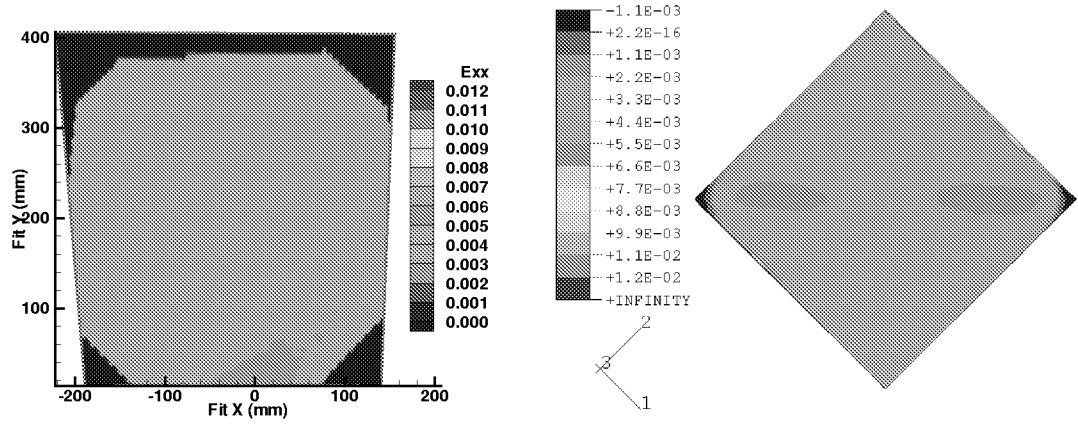 400
300
200
100
Fit Y (mm)
-200
-100
0
100
200
Fit X (mm)
Exx
0.012
0.011
0.010
0.009
0.008
0.007
0.006
0.005
0.004
0.003
0.002
0.001
0.000
-1.1E-03
+2.2E-16
+1.1E-03
+2.2E-03
+3.3E-03
+4.4E-03
+5.5E-03
+6.6E-03
+7.7E-03
+8.8E-03
+9.9E-03
+1.1E-02
+1.2E-02
+INFINITY
2
3
1